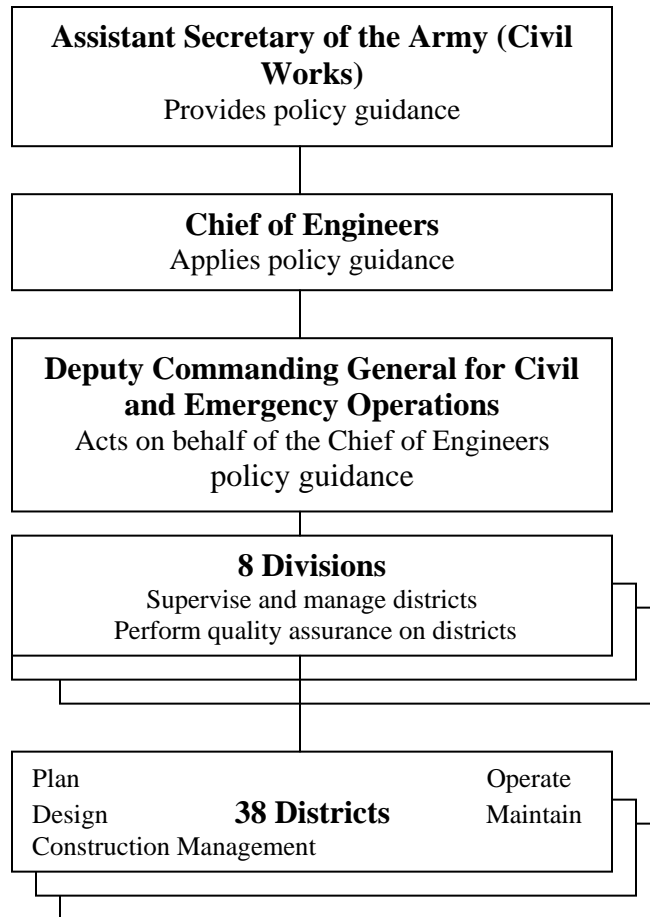 Assistant Secretary of the Army (Civil
Works)
Provides policy guidance
Chief of Engineers
Applies policy guidance
Deputy Commanding General for Civil
and Emergency Operations
Acts on behalf of the Chief of Engineers
policy guidance
8 Divisions
Supervise and manage districts
Perform quality assurance on districts
Plan Operate
Design 38 Districts Maintain
Construction Management